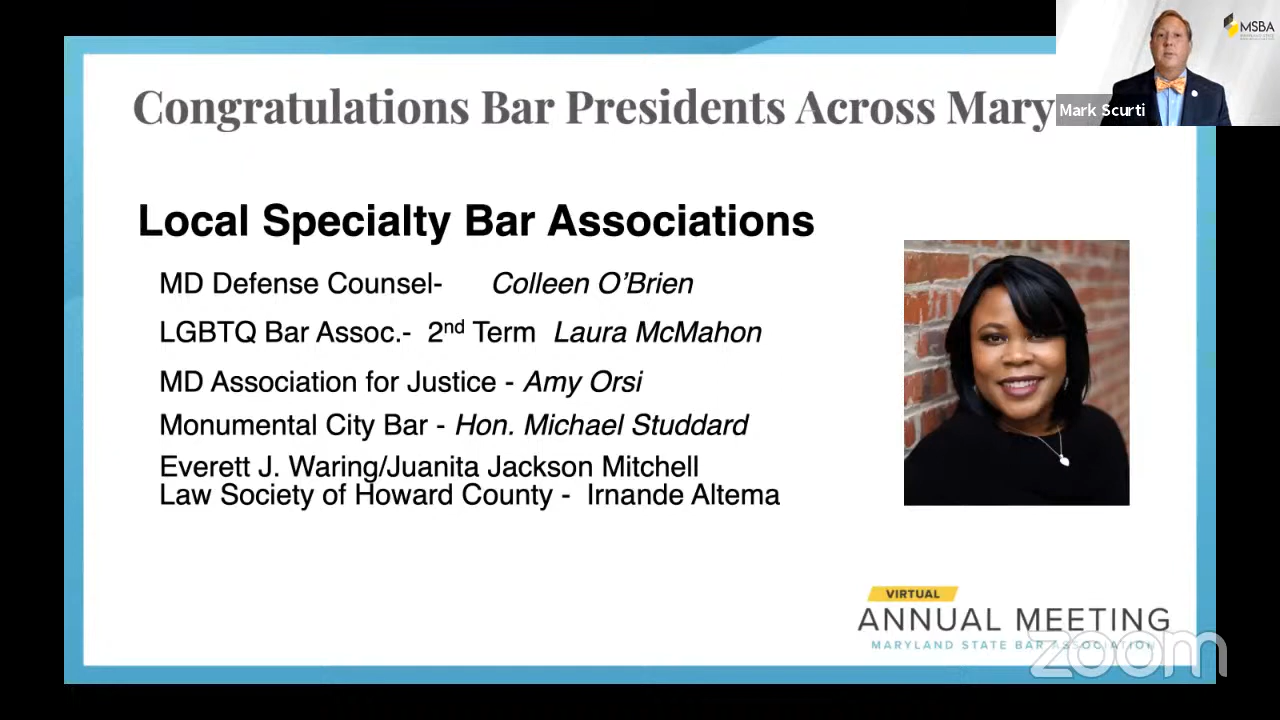 MSBA
Mark Scurti
Congratulations Bar Presidents Across Mary
Local Specialty Bar Associations
MD Defense Counsel- Colleen O'Brien
LGBTQ Bar Assoc.- 2nd Term Laura McMahon
MD Association for Justice - Amy Orsi
Monumental City Bar - Hon. Michael Studdard
Everett J. Waring/Juanita Jackson Mitchell
Law Society of Howard County - Irnande Altema
VIRTUAL
ANNUAL MEETING
MARYLAND STATE BAR ASSOCIATION
zoom